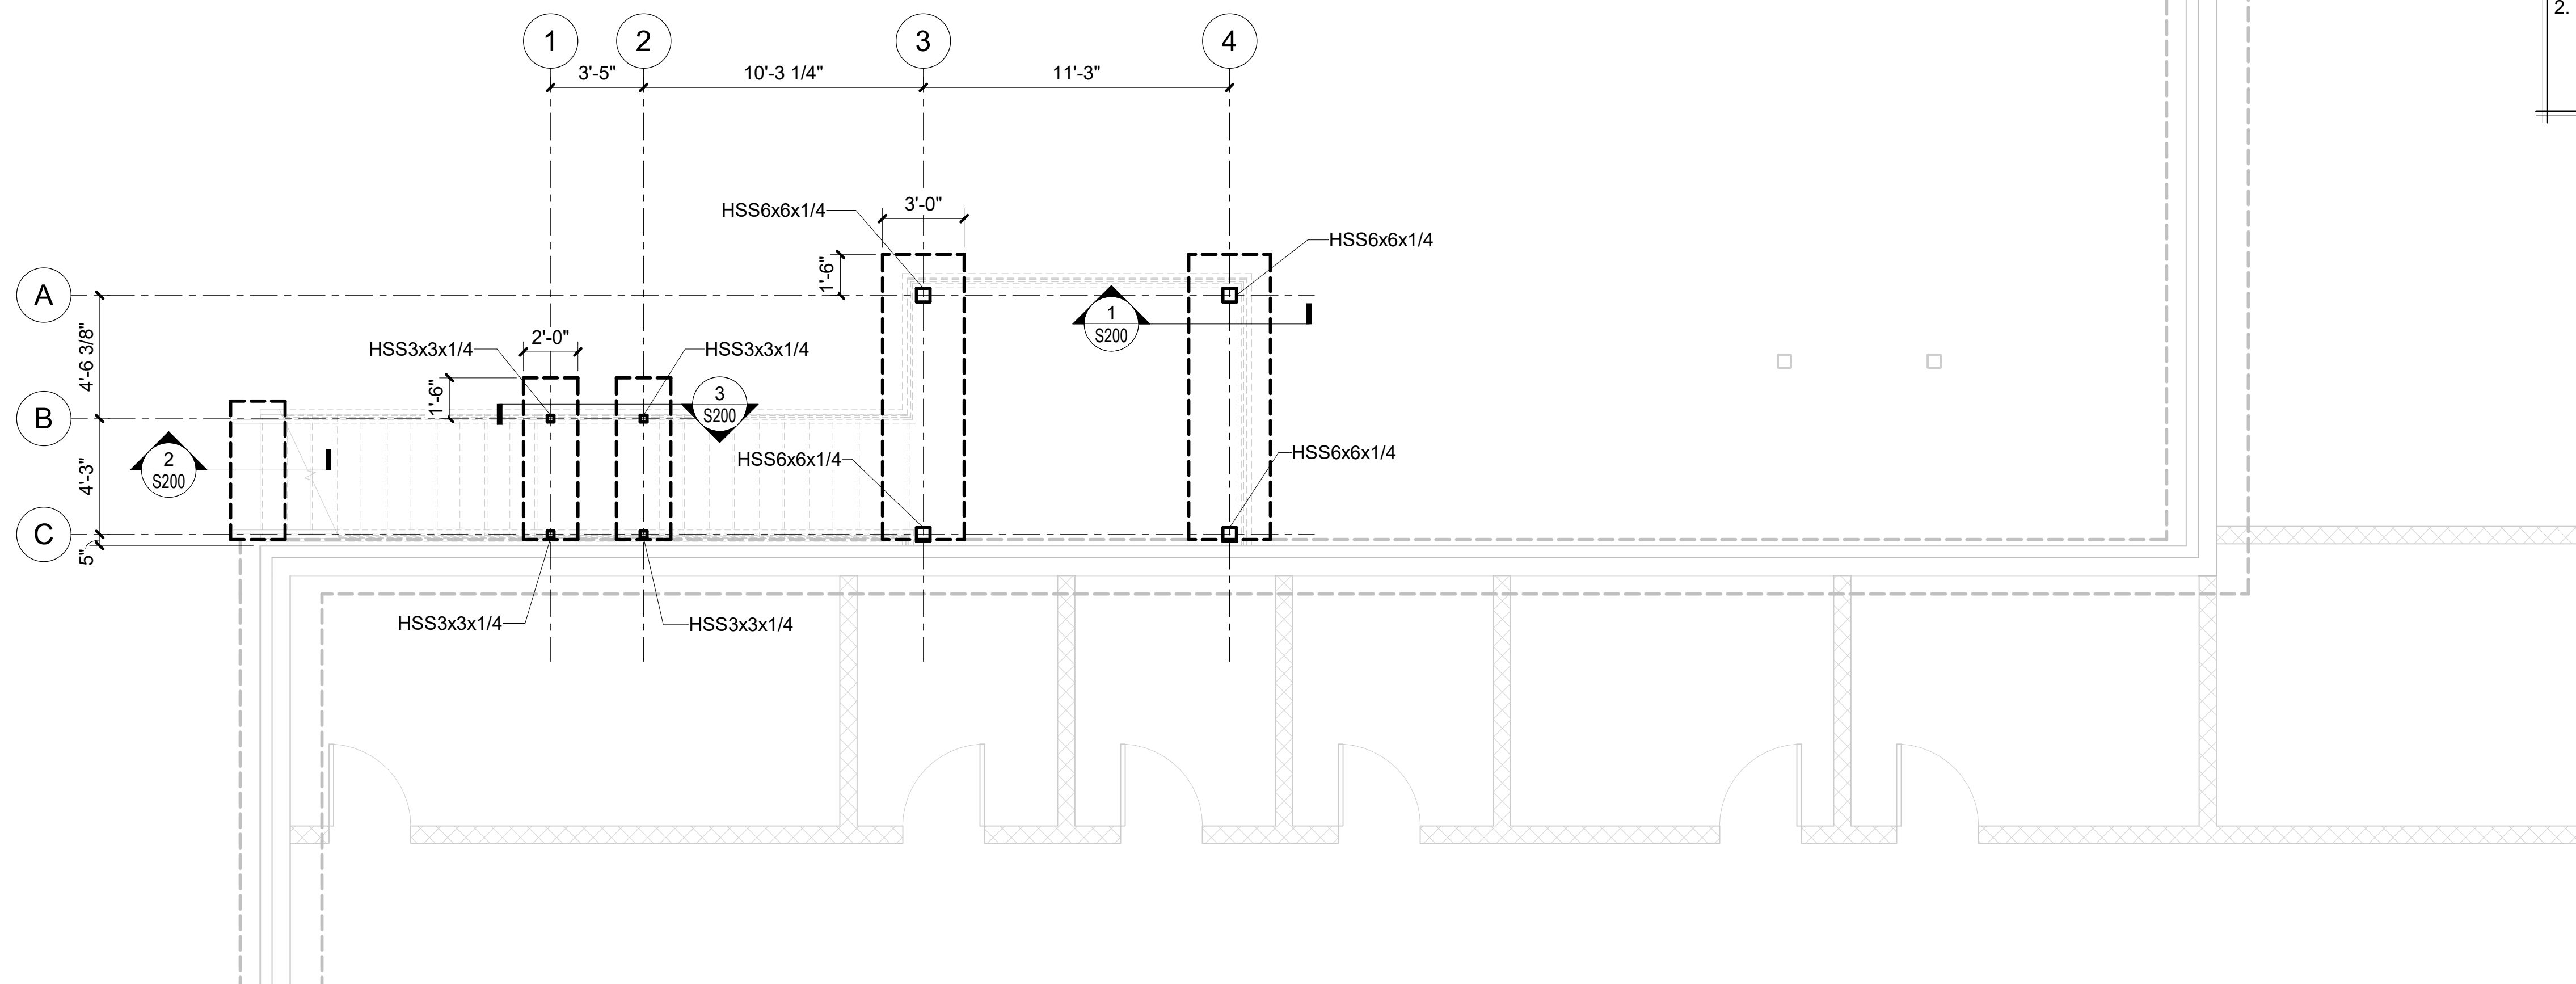 1 2 3 4
2.
3'-5" 10'-3 1/4" 11'-3"
HSS6x6x1/4 3'-0"
HSS6x6x1/4
1'-6"
A
1
S200
4'-6 3/8"
2'-0"
HSS3x3x1/4 HSS3x3x1/4
1'-6"
3
S200
B
2
S200
HSS6x6x1/4
HSS6x6x1/4
4'-3"
C
5"
HSS3x3x1/4 HSS3x3x1/4